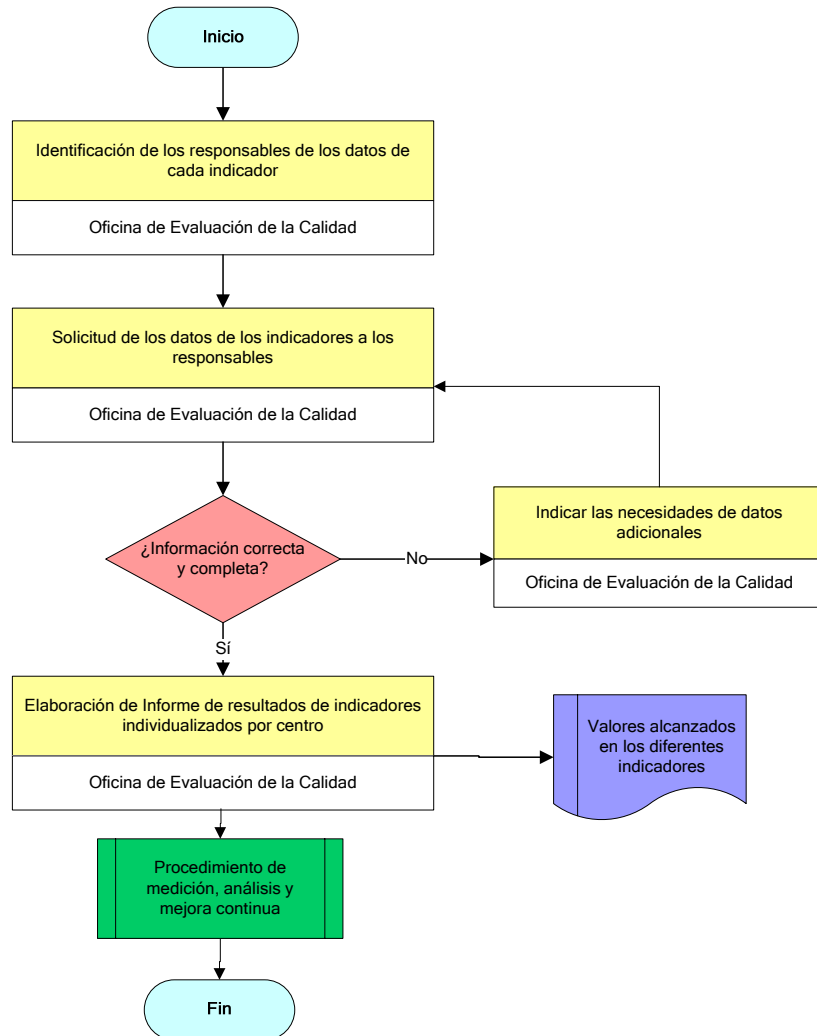 Inicio
Identificación de los responsables de los datos de
cada indicador
Oficina de Evaluación de la Calidad
Solicitud de los datos de los indicadores a los
responsables
Oficina de Evaluación de la Calidad
¿Información correcta
y completa?
No
Indicar las necesidades de datos
adicionales
Oficina de Evaluación de la Calidad
Sí
Elaboración de Informe de resultados de indicadores
individualizados por centro
Oficina de Evaluación de la Calidad
Valores alcanzados
en los diferentes
indicadores
Procedimiento de
medición, análisis y
mejora continua
Fin